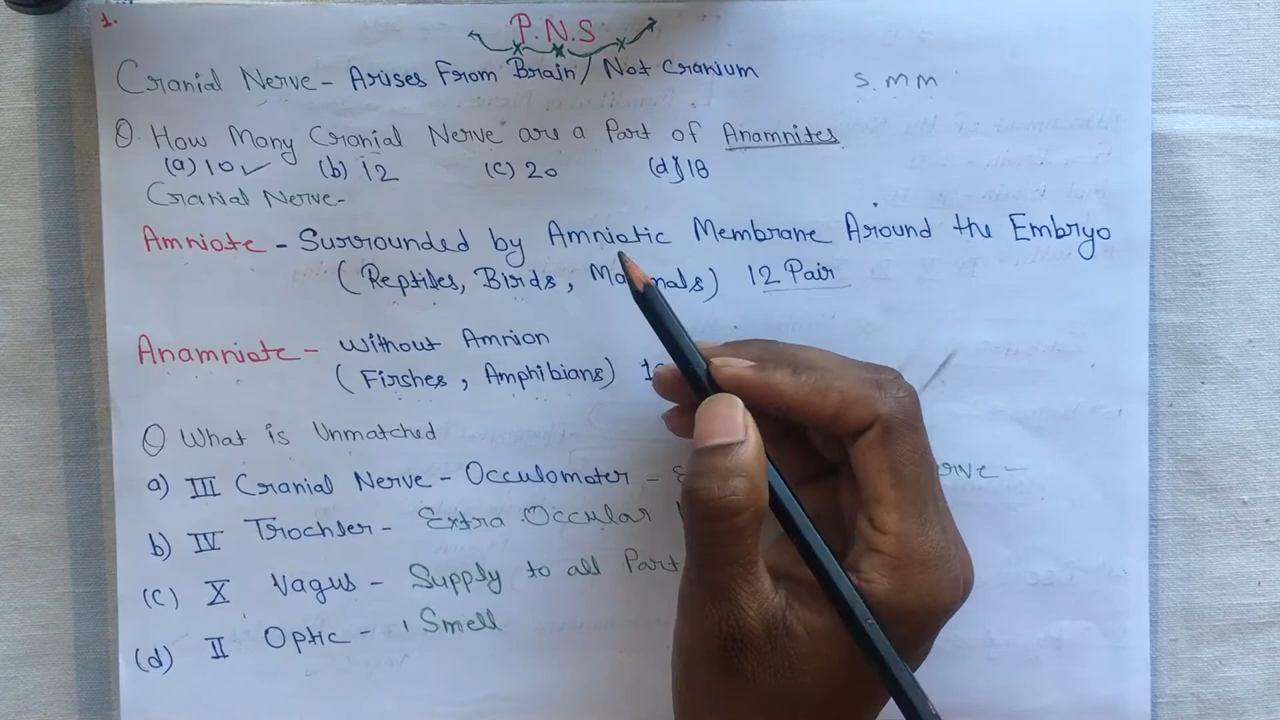 1.
P.N.S
Cranial Nerve - Arises From Brain / Not Cranium
S.MM
Q How Many Cranial Nerve are a Part of Anamnites
(a) 10 ✓ (b) 12 (c) 20 (d) 18
Cranial Nerve-
Amniote - Surrounded by Amniotic Membrane Around the Embryo
(Reptiles, Birds, Mammals) 12 Pair
Anamniote - without Amnion
(Firshes, Amphibians)
Q What is Unmatched
a) III Cranial Nerve - Occulomoter -
b) IV Trochler - Extra Occular
(c) X Vagus - Supply to all Part
(d) II Optic - Smell